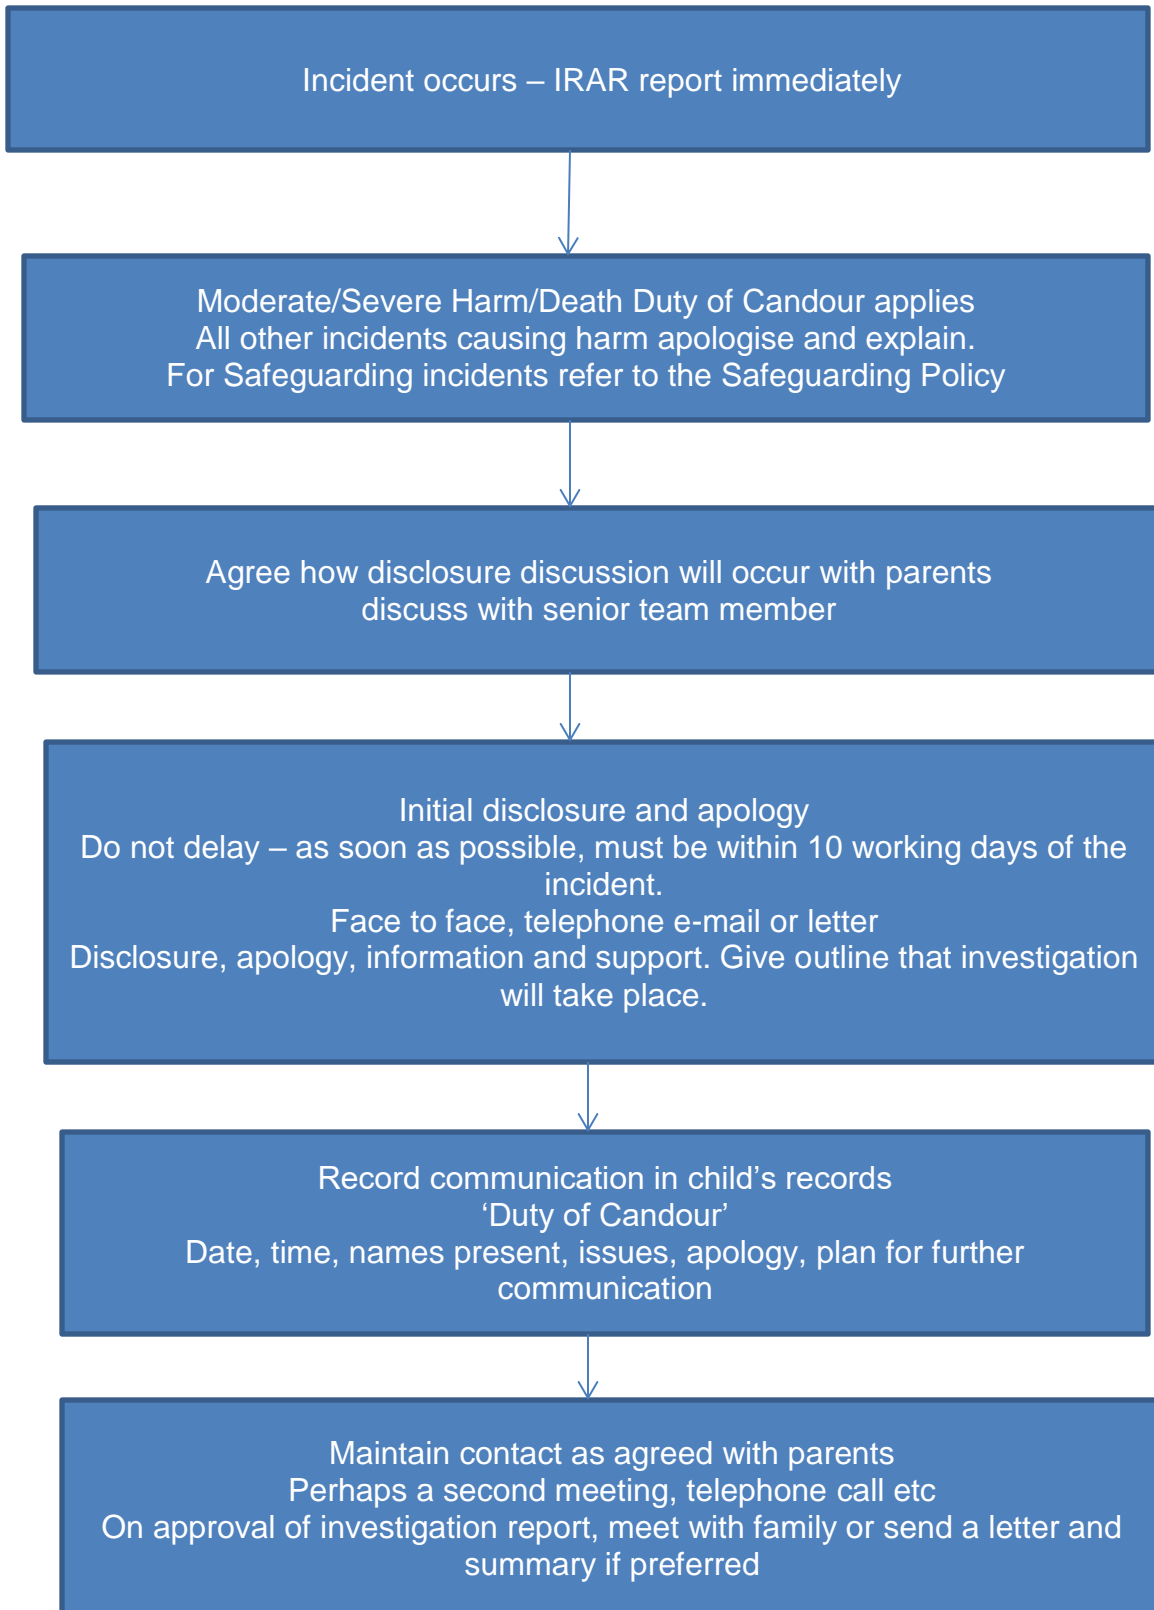 Incident occurs – IRAR report immediately
Moderate/Severe Harm/Death Duty of Candour applies
All other incidents causing harm apologise and explain.
For Safeguarding incidents refer to the Safeguarding Policy
Agree how disclosure discussion will occur with parents
discuss with senior team member
Initial disclosure and apology
Do not delay – as soon as possible, must be within 10 working days of the
incident.
Face to face, telephone e-mail or letter
Disclosure, apology, information and support. Give outline that investigation
will take place.
Record communication in child’s records
‘Duty of Candour’
Date, time, names present, issues, apology, plan for further
communication
Maintain contact as agreed with parents
Perhaps a second meeting, telephone call etc
On approval of investigation report, meet with family or send a letter and
summary if preferred